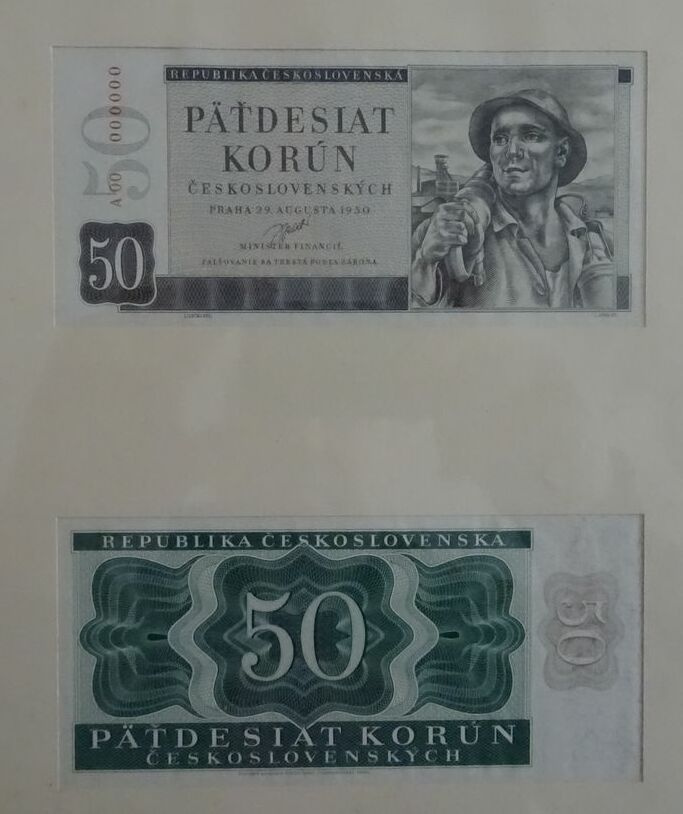 50
A 00 000000
REPUBLIKA ČESKOSLOVENSKÁ
PÄŤDESIAT
KORÚN
ČESKOSLOVENSKÝCH
PRAHA 29. AUGUSTA 1950
MINISTER FINANCIÍ.
FALŠOVANIE SA TRESTÁ PODĽA ZÁKONA.
50
REPUBLIKA ČESKOSLOVENSKÁ
50
50
PÄŤDESIAT KORÚN
ČESKOSLOVENSKÝCH